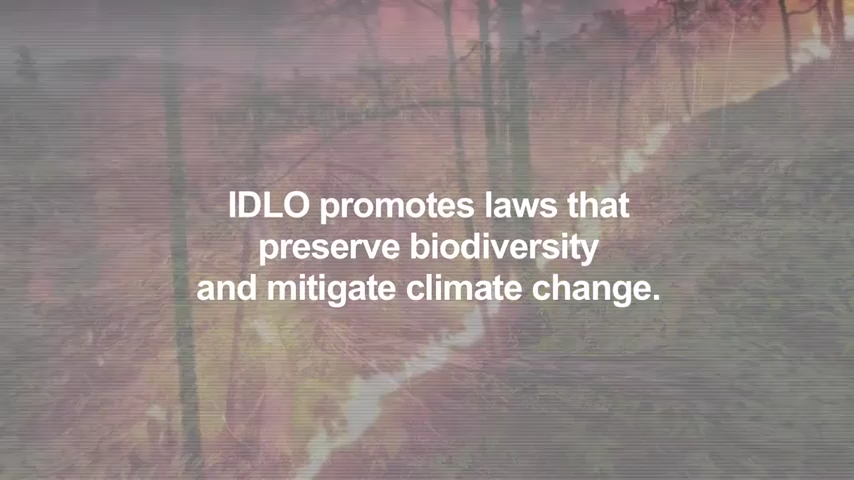 IDLO promotes laws that
preserve biodiversity
and mitigate climate change.